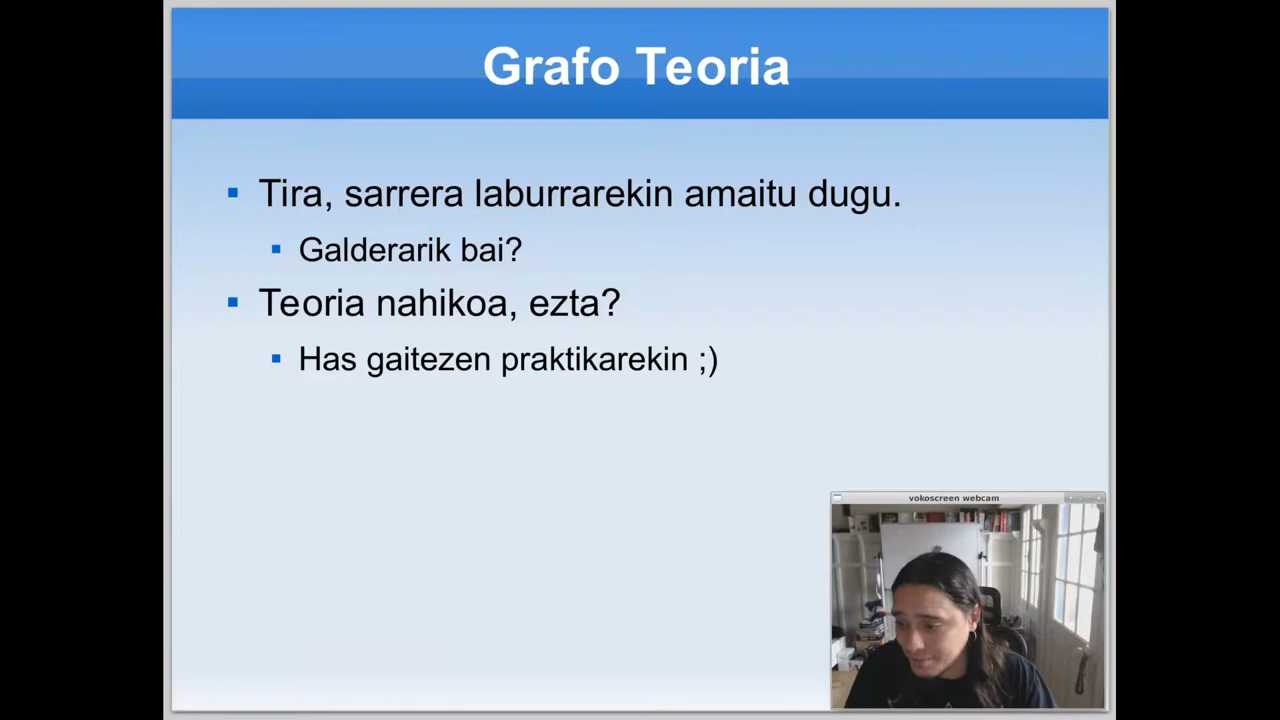 Grafo Teoria
Tira, sarrera laburrarekin amaitu dugu.
Galderarik bai?
Teoria nahikoa, ezta?
Has gaitezen praktikarekin ;)
vokoscreen webcam